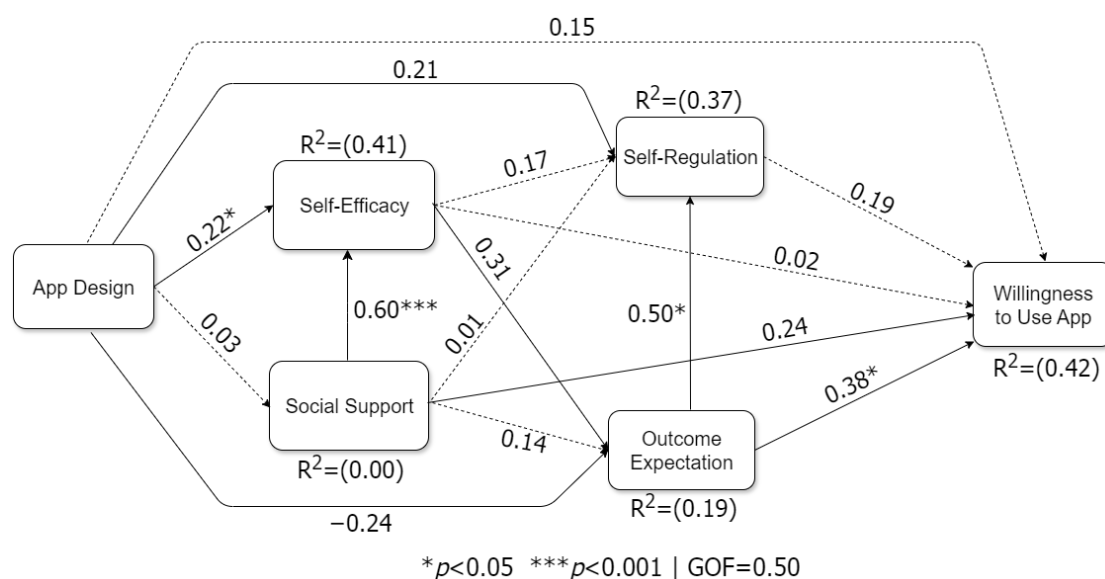 0.15
0.21
R²=(0.37)
Self-Regulation
R²=(0.41)
Self-Efficacy
0.17
0.19
0.22*
0.31
0.02
App Design
Willingness
to Use App
R²=(0.42)
0.03
0.60***
0.01
0.50*
0.24
Social Support
R²=(0.00)
0.14
0.38*
Outcome
Expectation
R²=(0.19)
−0.24
*p<0.05 ***p<0.001 | GOF=0.50